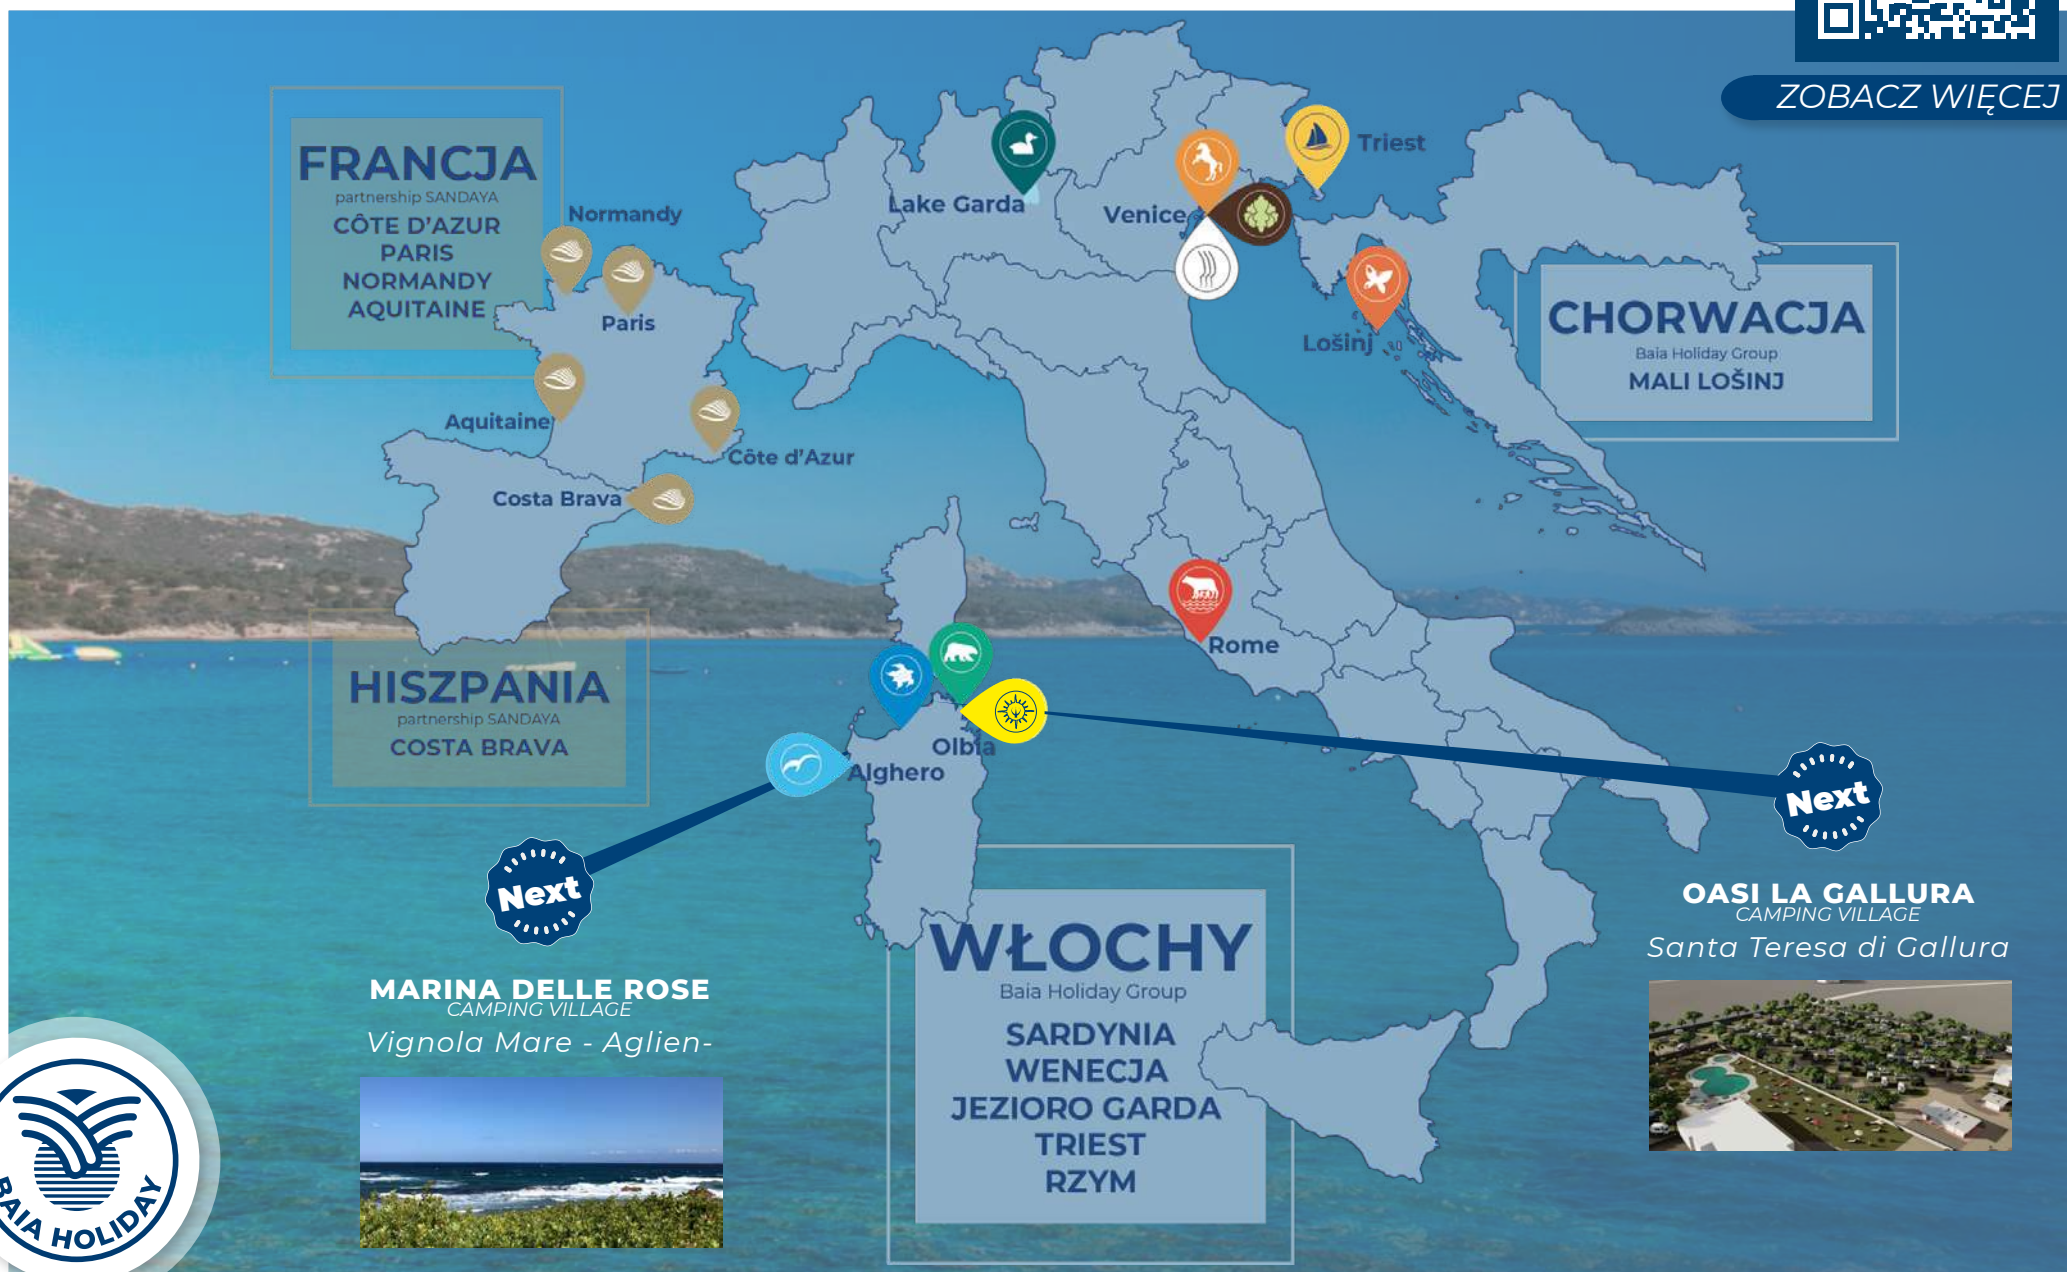 ZOBACZ WIĘCEJ
FRANCJA
partnership SANDAYA
CÔTE D’AZUR
PARIS
NORMANDY
AQUITAINE
Normandy
Paris
Aquitaine
Côte d’Azur
Costa Brava
Lake Garda
Venice
Triest
Lošinj
CHORWACJA
Baia Holiday Group
MALI LOŠINJ
Rome
HISZPANIA
partnership SANDAYA
COSTA BRAVA
Olbia
Alghero
Next
MARINA DELLE ROSE
CAMPING VILLAGE
Vignola Mare - Aglien-
Next
OASI LA GALLURA
CAMPING VILLAGE
Santa Teresa di Gallura
WŁOCHY
Baia Holiday Group
SARDYNIA
WENECJA
JEZIORO GARDA
TRIEST
RZYM
BAIA HOLIDAY